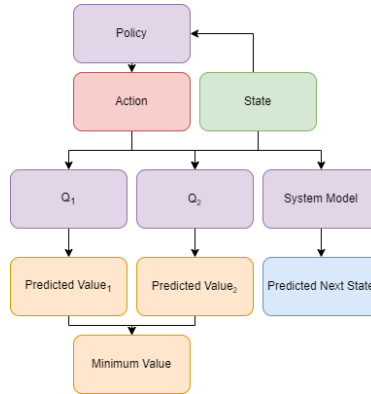 Policy
Action
State
Q₁
Q₂
System Model
Predicted Value₁
Predicted Value₂
Predicted Next State
Minimum Value